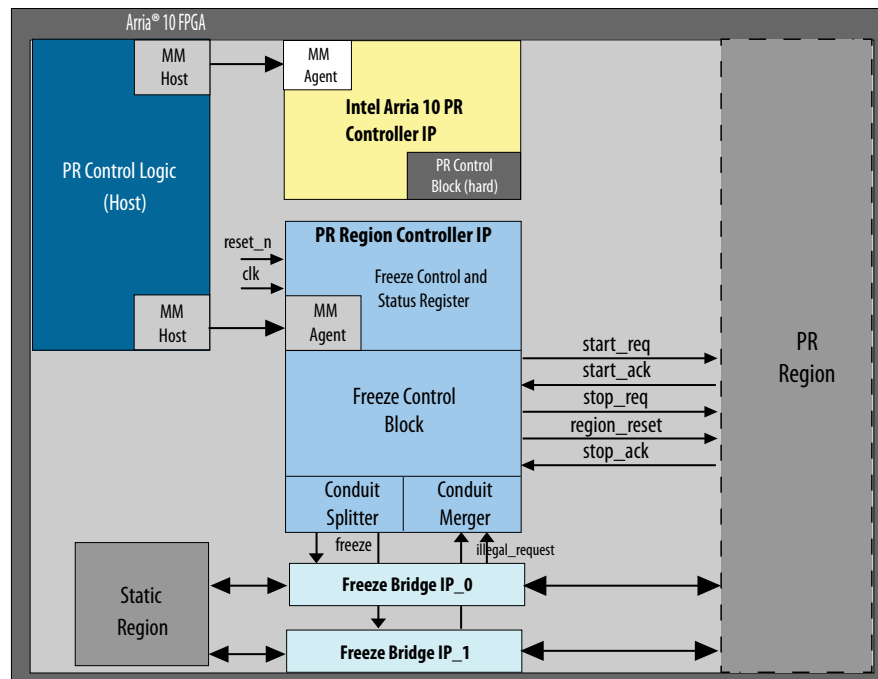 Arria® 10 FPGA
MM
Host
MM
Agent
Intel Arria 10 PR
Controller IP
PR Control
Block (hard)
PR Control Logic
(Host)
reset_n
clk
PR Region Controller IP
Freeze Control and
Status Register
MM
Host
MM
Agent
start_req
start_ack
stop_req
region_reset
stop_ack
PR
Region
Freeze Control
Block
Conduit
Splitter
Conduit
Merger
freeze
illegal_request
Static
Region
Freeze Bridge IP_0
Freeze Bridge IP_1